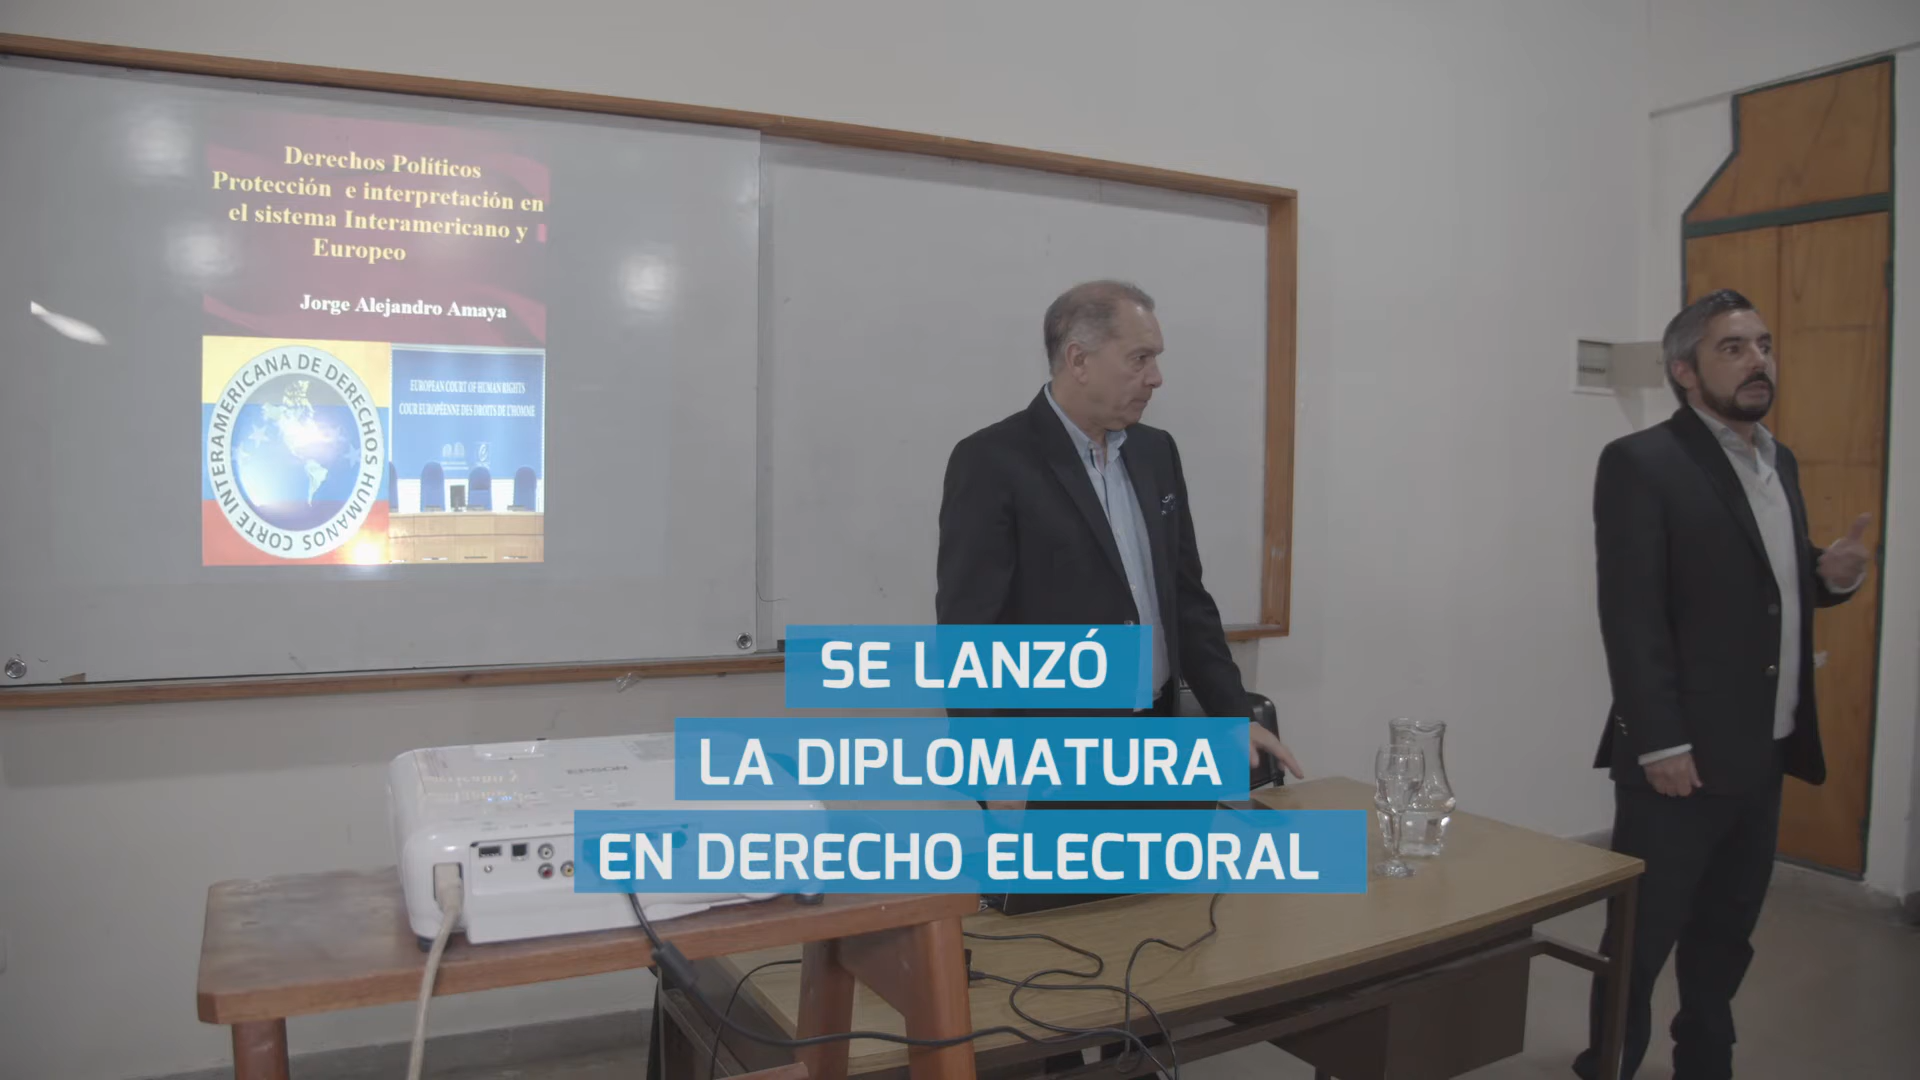 Derechos Políticos
Protección e interpretación en
el sistema Interamericano y
Europeo
Jorge Alejandro Amaya
CORTE INTERAMERICANA DE DERECHOS HUMANOS
EUROPEAN COURT OF HUMAN RIGHTS
COUR EUROPÉENNE DES DROITS DE L'HOMME
EPSON
SE LANZÓ
LA DIPLOMATURA
EN DERECHO ELECTORAL